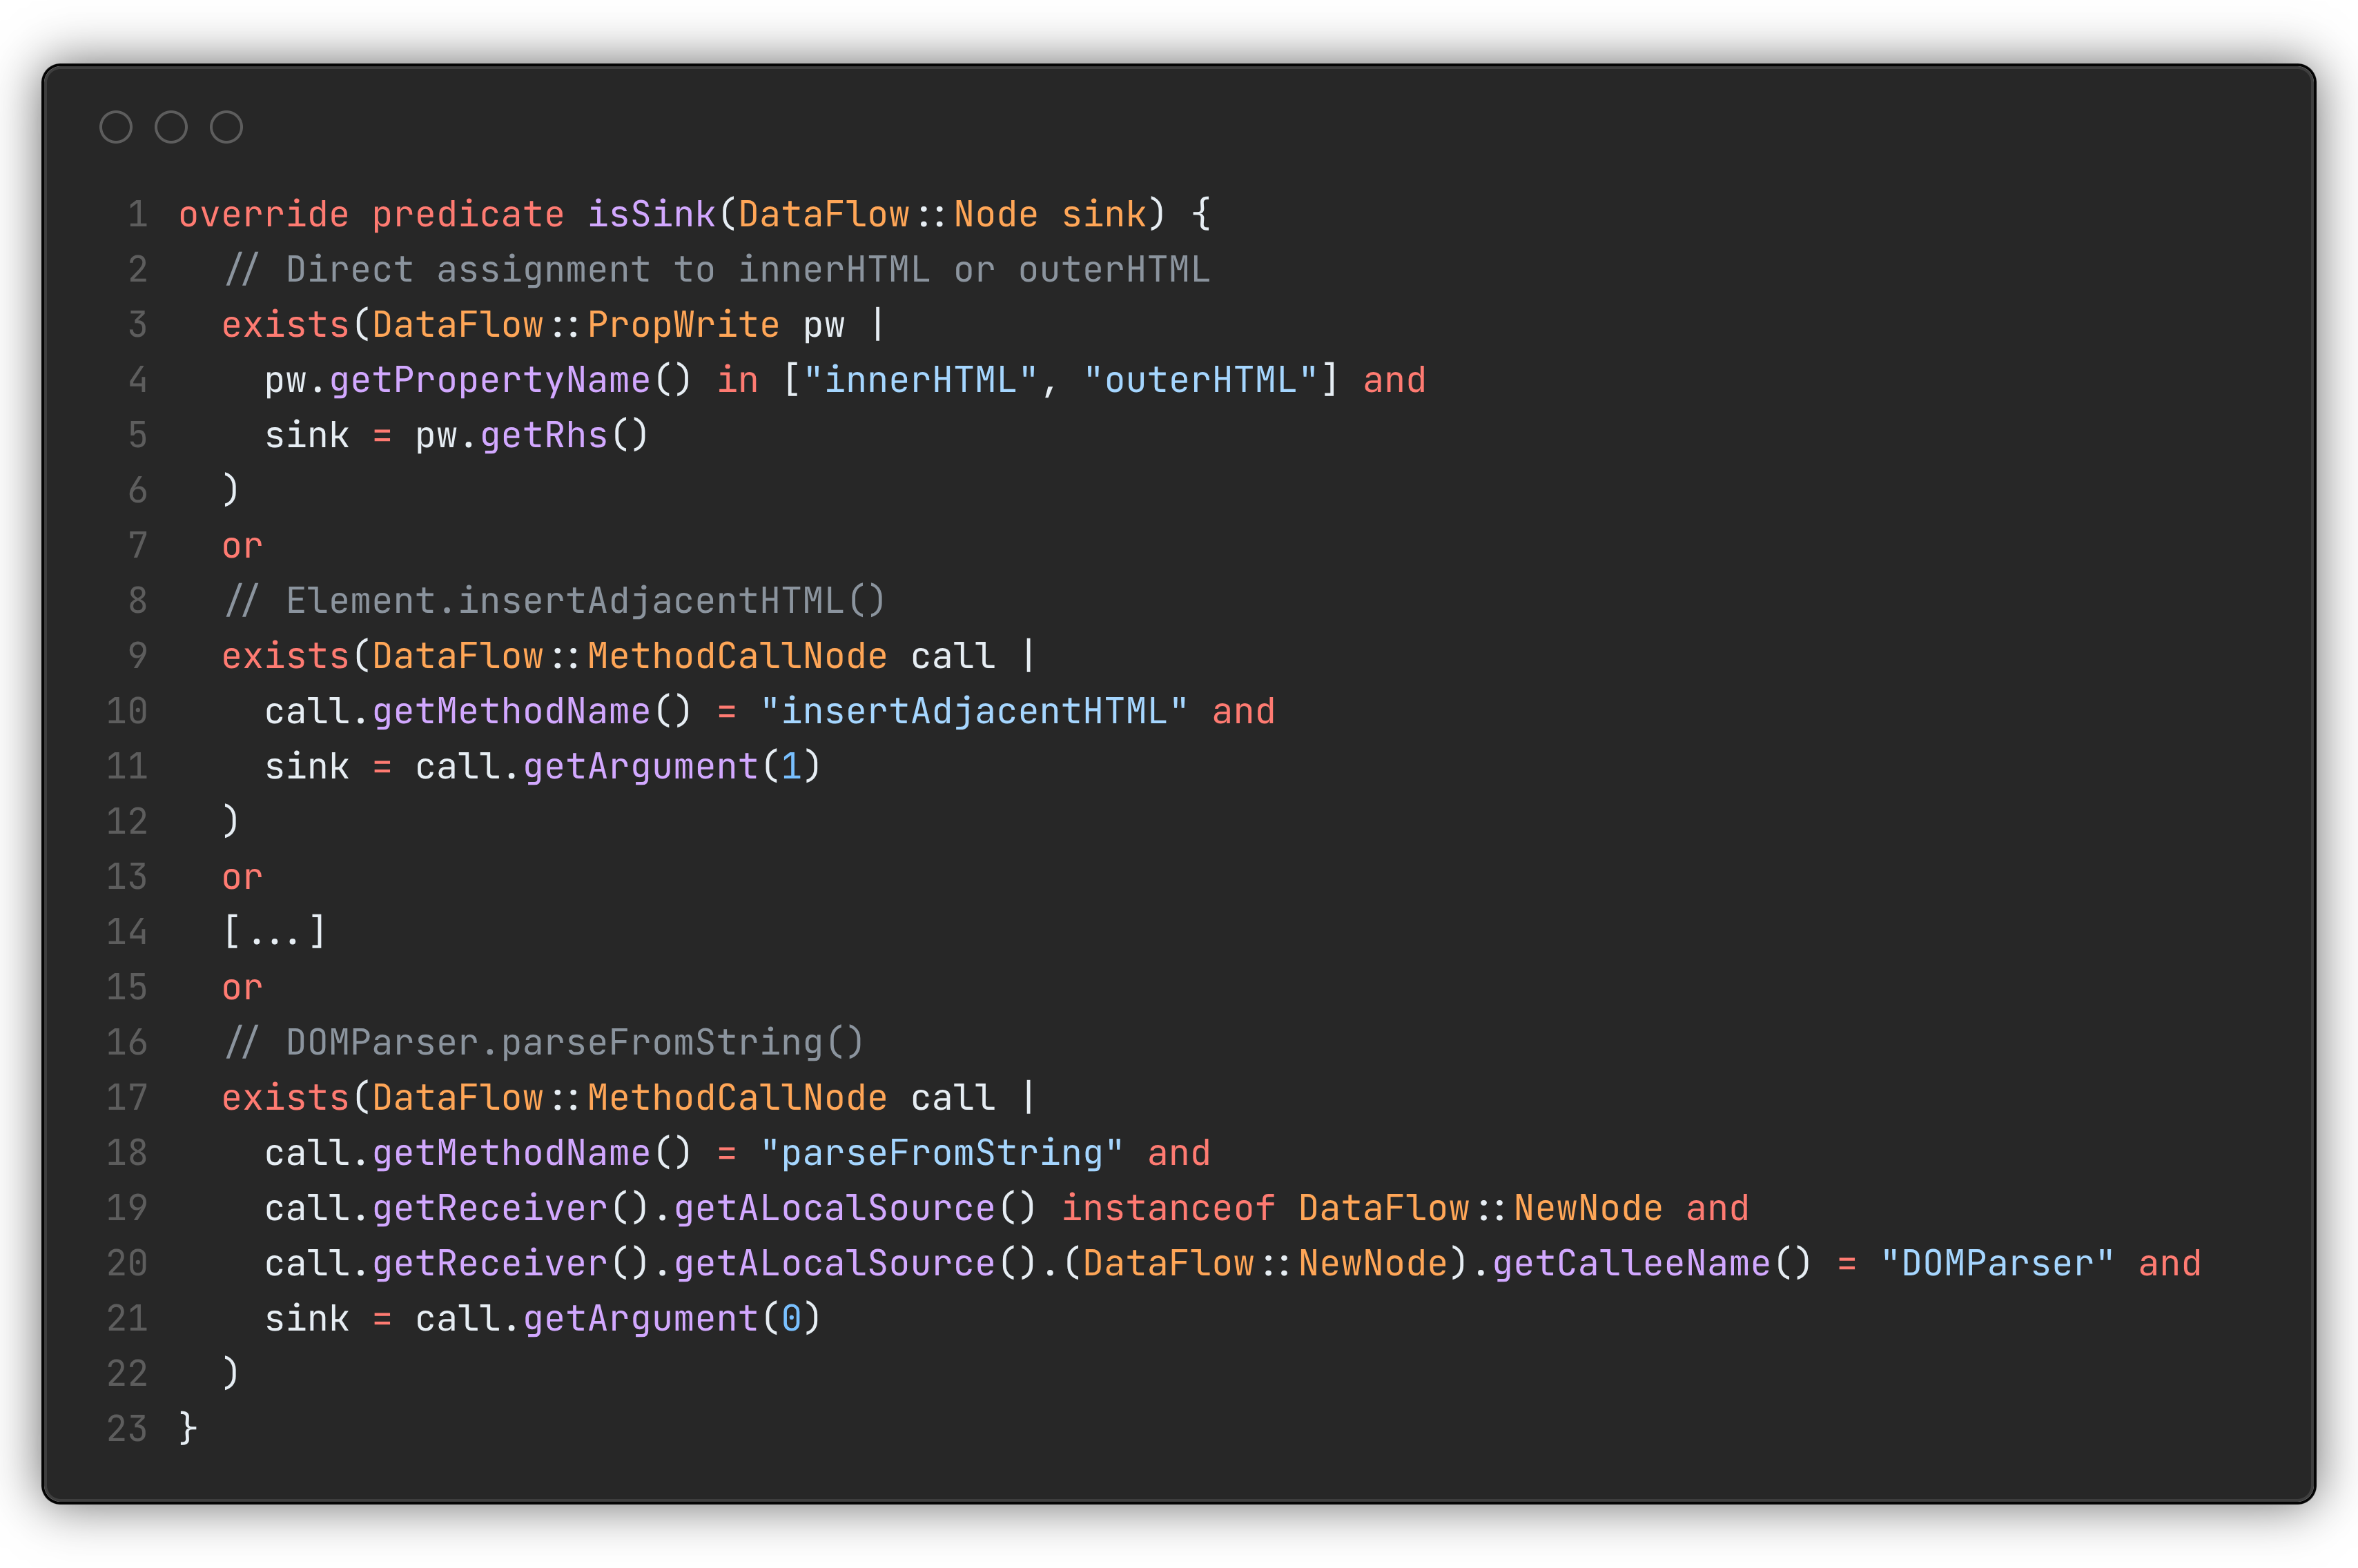 1 override predicate isSink(DataFlow::Node sink) {
2   // Direct assignment to innerHTML or outerHTML
3   exists(DataFlow::PropWrite pw |
4     pw.getPropertyName() in ["innerHTML", "outerHTML"] and
5     sink = pw.getRhs()
6   )
7   or
8   // Element.insertAdjacentHTML()
9   exists(DataFlow::MethodCallNode call |
10     call.getMethodName() = "insertAdjacentHTML" and
11     sink = call.getArgument(1)
12   )
13   or
14   [...]
15   or
16   // DOMParser.parseFromString()
17   exists(DataFlow::MethodCallNode call |
18     call.getMethodName() = "parseFromString" and
19     call.getReceiver().getALocalSource() instanceof DataFlow::NewNode and
20     call.getReceiver().getALocalSource().(DataFlow::NewNode).getCalleeName() = "DOMParser" and
21     sink = call.getArgument(0)
22   )
23 }